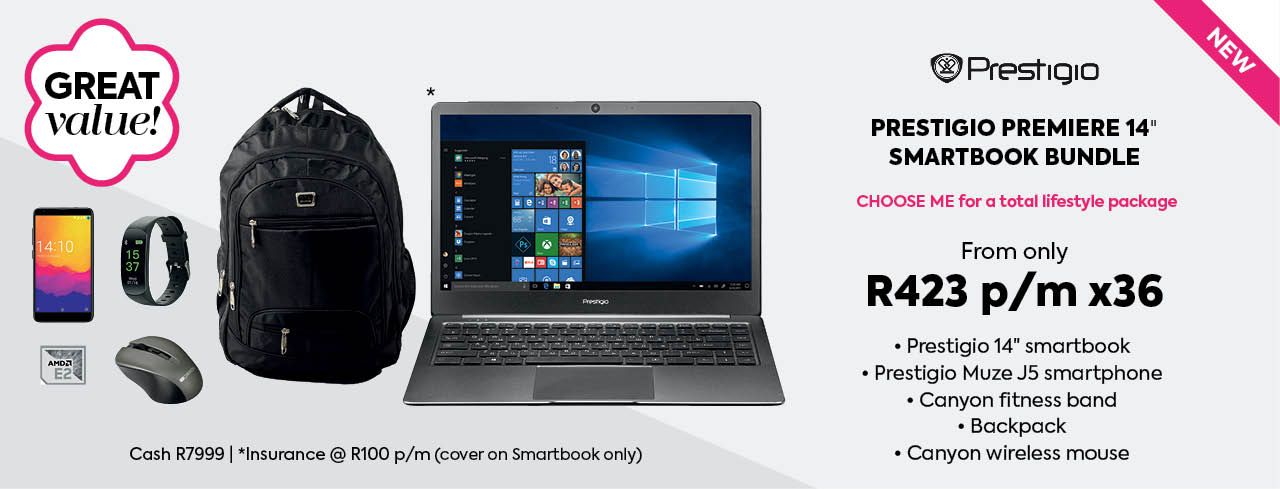 GREAT
value!
NEW
Prestigio
PRESTIGIO PREMIERE 14"
SMARTBOOK BUNDLE
CHOOSE ME for a total lifestyle package
From only
R423 p/m x36
• Prestigio 14" smartbook
• Prestigio Muze J5 smartphone
• Canyon fitness band
• Backpack
• Canyon wireless mouse
*
14:10
15
37
AMD
E2
Prestigio
Cash R7999 | *Insurance @ R100 p/m (cover on Smartbook only)